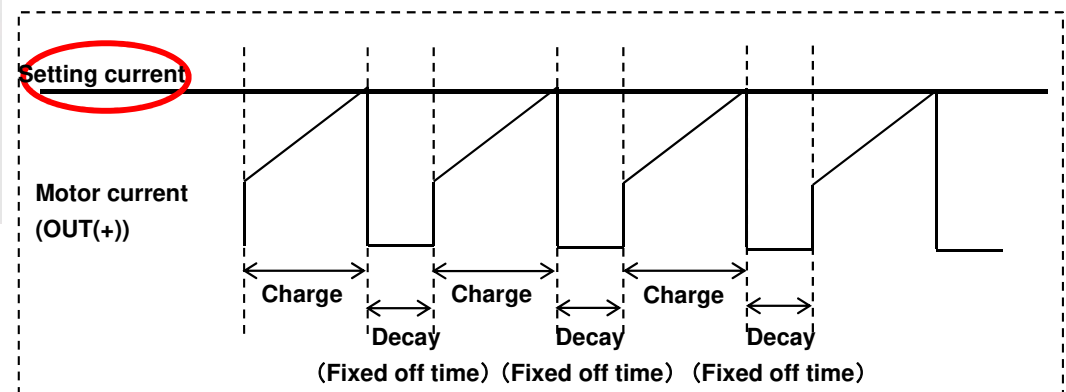 Setting current
Motor current
(OUT(+))
Charge Charge Charge
Decay Decay Decay
（Fixed off time）（Fixed off time） （Fixed off time）